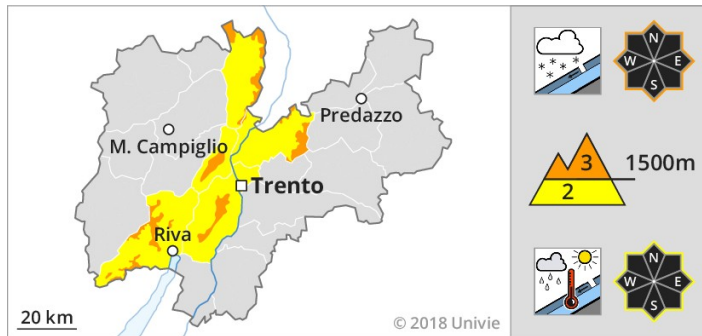 Predazzo
M. Campiglio
Trento
Riva
20 km
© 2018 Univie
N
W E
S
3 1500m
2
N
W E
S